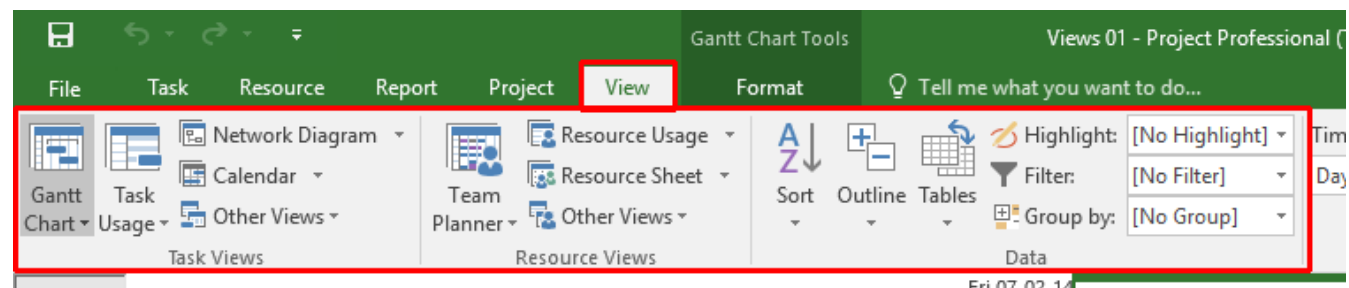 Gantt Chart Tools
Views 01 - Project Professional (
File Task Resource Report Project View Format Tell me what you want to do...
Gantt Chart
Task Usage
Network Diagram
Calendar
Other Views
Task Views
Team Planner
Resource Usage
Resource Sheet
Other Views
Resource Views
Sort
Outline
Tables
Highlight: [No Highlight]
Filter: [No Filter]
Group by: [No Group]
Data
Tim
Day